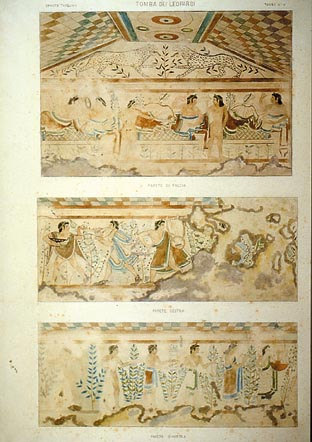 TOMBA DEI LEOPARDI
PARETE DI FACCIA
PARETE DESTRA
PARETE SINISTRA